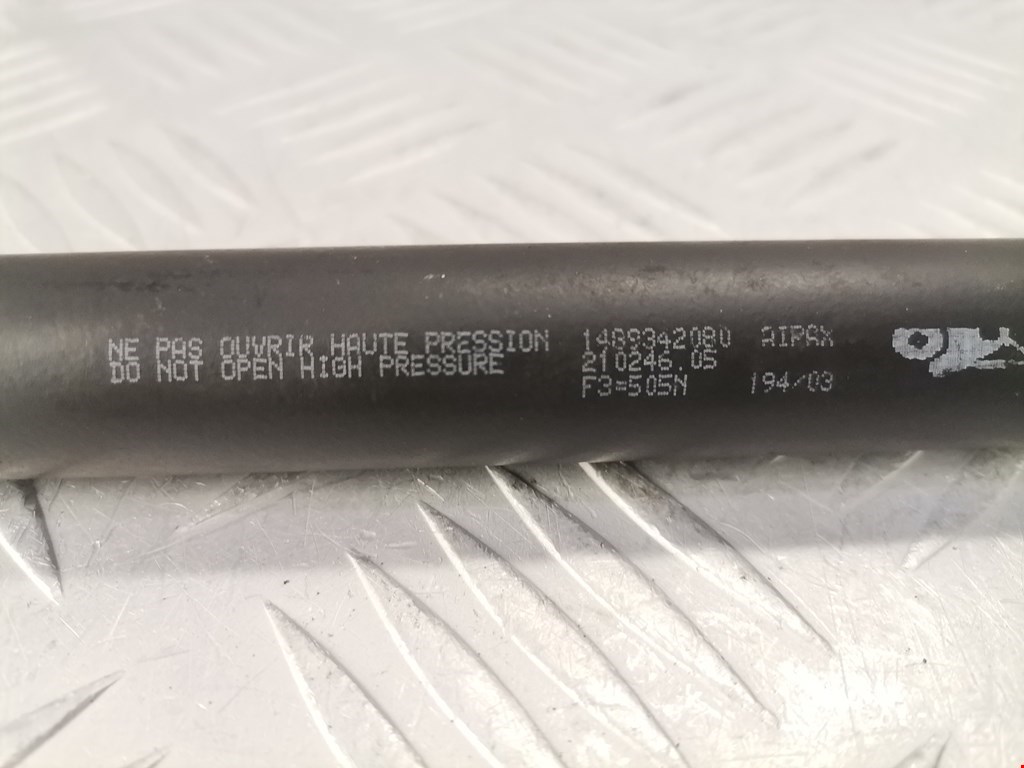 NE PAS OUVRIR HAUTE PRESSION
DO NOT OPEN HIGH PRESSURE
1489342080 AIRAX
210246.05
F3=505N 194/03